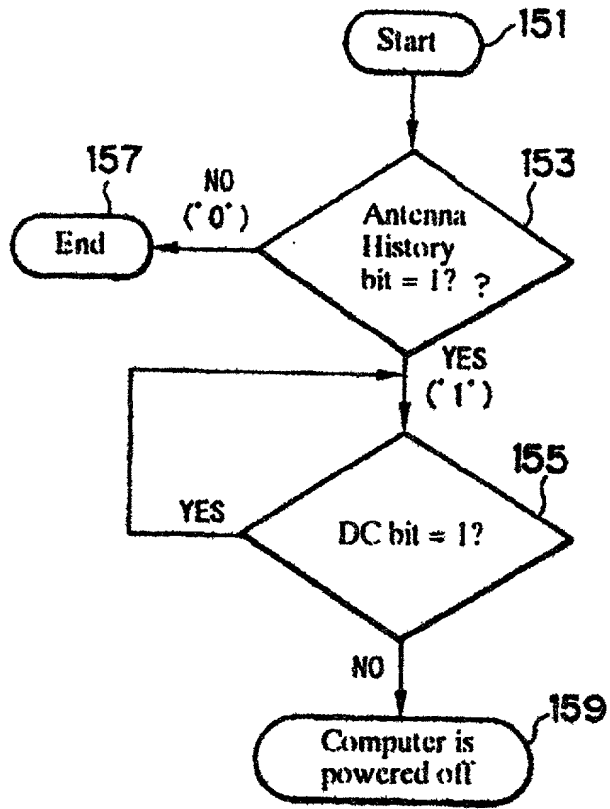 Start
151
157
NO
('0')
153
End
Antenna
History
bit = 1? ?
YES
('1')
155
YES
DC bit = 1?
NO
159
Computer is
powered off